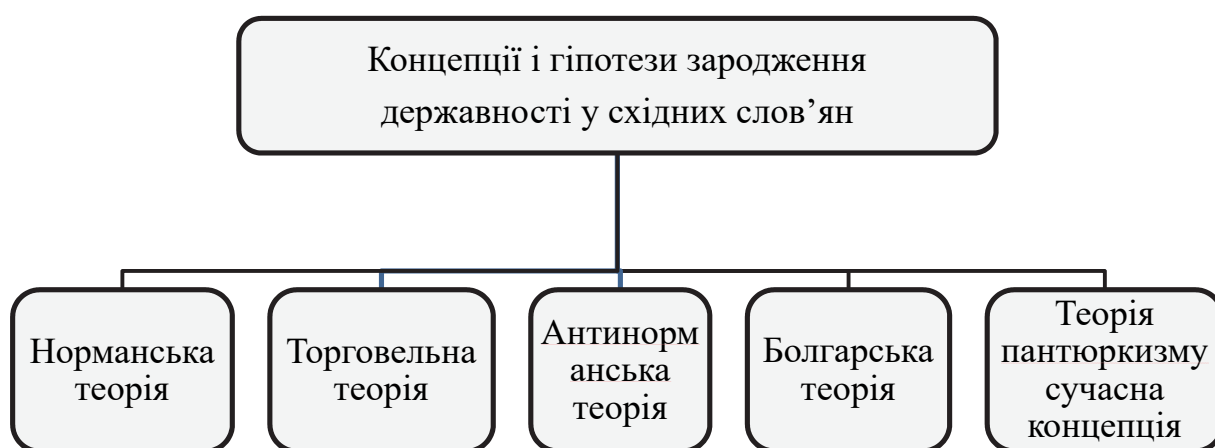 Концепції і гіпотези зародження
державності у східних слов’ян
Норманська
теорія
Торговельна
теорія
Антинорм
анська
теорія
Болгарська
теорія
Теорія
пантюркизму
сучасна
концепція